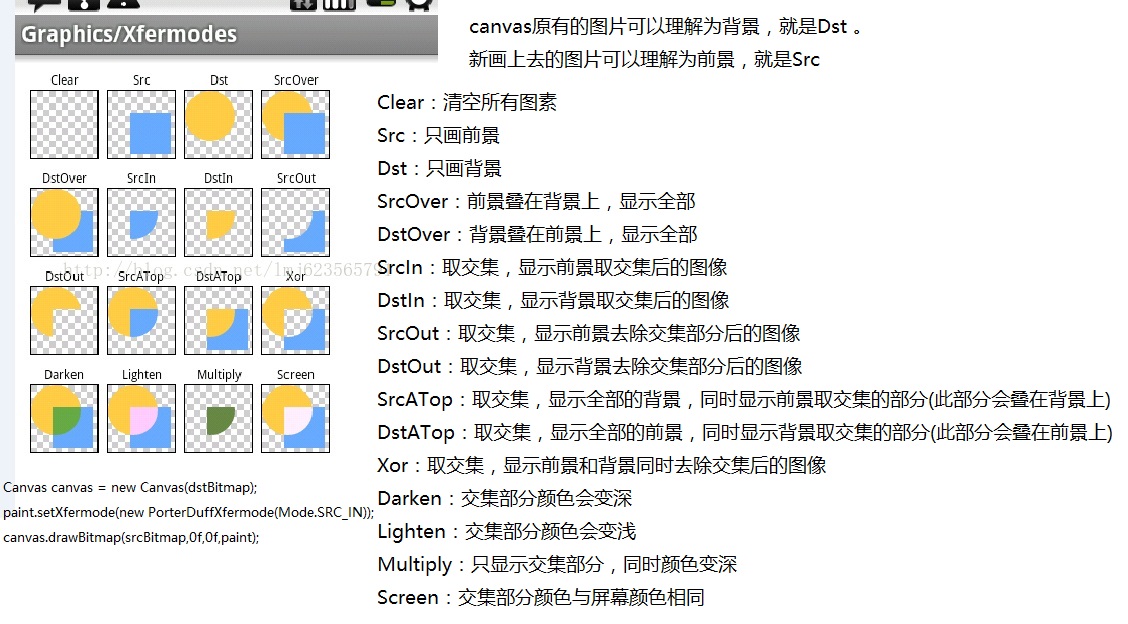 Graphics/Xfermodes
canvas原有的图片可以理解为背景，就是Dst 。
新画上去的图片可以理解为前景，就是Src
Clear Src Dst SrcOver
DstOver SrcIn DstIn SrcOut
DstOut SrcATop DstATop Xor
Darken Lighten Multiply Screen
Clear：清空所有图素
Src：只画前景
Dst：只画背景
SrcOver：前景叠在背景上，显示全部
DstOver：背景叠在前景上，显示全部
SrcIn：取交集，显示前景取交集后的图像
DstIn：取交集，显示背景取交集后的图像
SrcOut：取交集，显示前景去除交集部分后的图像
DstOut：取交集，显示背景去除交集部分后的图像
SrcATop：取交集，显示全部的背景，同时显示前景取交集的部分(此部分会叠在背景上)
DstATop：取交集，显示全部的前景，同时显示背景取交集的部分(此部分会叠在前景上)
Xor：取交集，显示前景和背景同时去除交集后的图像
Darken：交集部分颜色会变深
Lighten：交集部分颜色会变浅
Multiply：只显示交集部分，同时颜色变深
Screen：交集部分颜色与屏幕颜色相同
Canvas canvas = new Canvas(dstBitmap);
paint.setXfermode(new PorterDuffXfermode(Mode.SRC_IN));
canvas.drawBitmap(srcBitmap,0f,0f,paint);